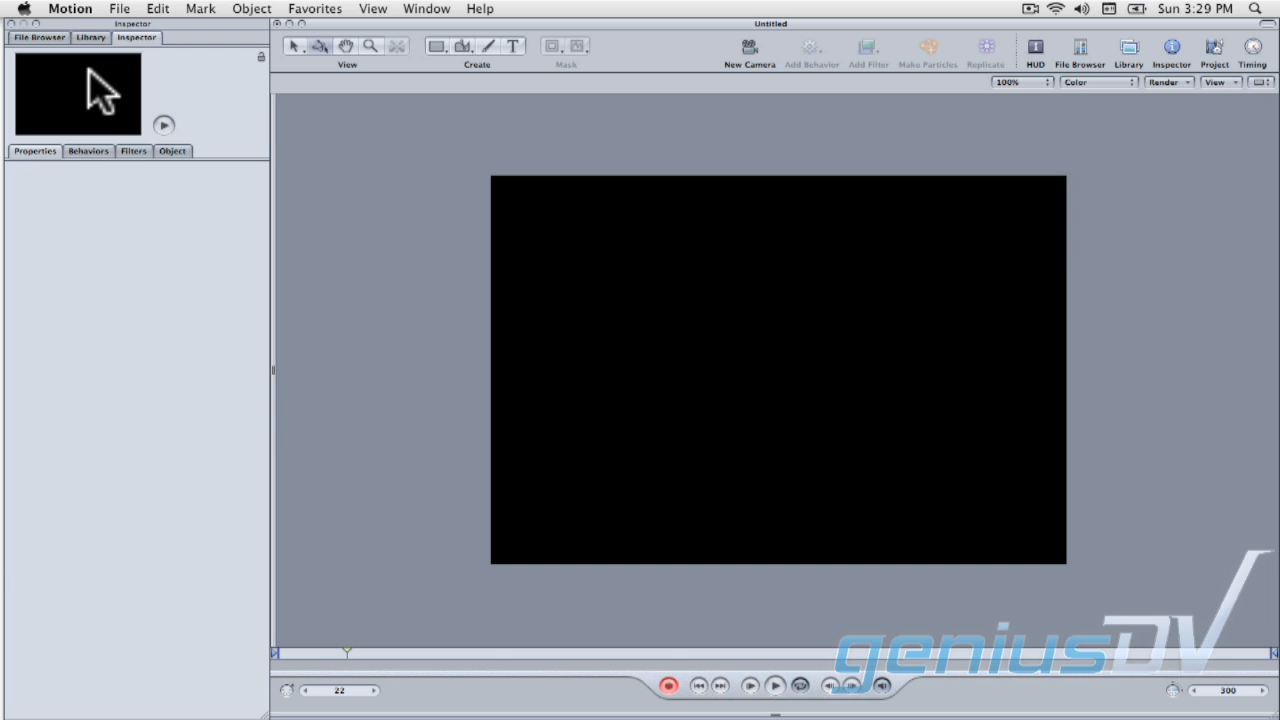 Motion File Edit Mark Object Favorites View Window Help Sun 3:29 PM
Inspector Untitled
File Browser Library Inspector
View Create Mask New Camera Add Behavior Add Filter Make Particles Replicate HUD File Browser Library Inspector Project Timing
100% Color Render View
Properties Behaviors Filters Object
geniusDV
22 300